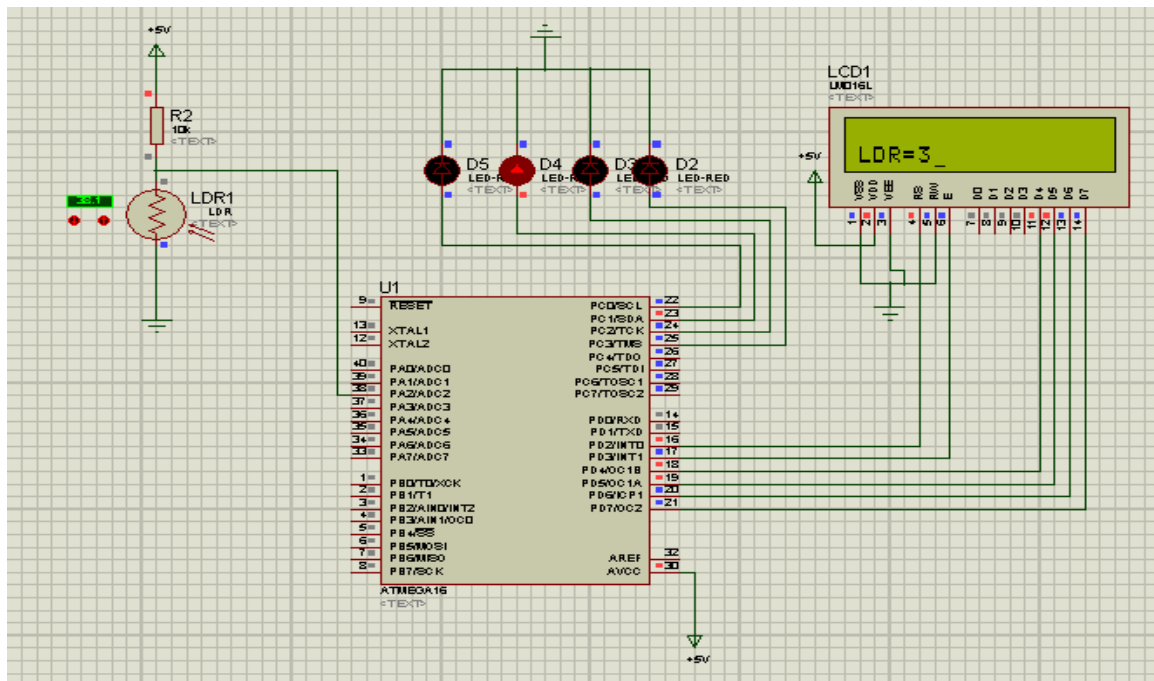 +5V
R2
10k
<TEXT>
LDR1
LDR
<TEXT>
D5
LED-R
<TEXT>
D4
LED-R
<TEXT>
D3
LED-R
<TEXT>
D2
LED-RED
<TEXT>
LCD1
LM016L
<TEXT>
LDR=3_
+5V
VSS
VDD
VEE
RS
RW
E
D0
D1
D2
D3
D4
D5
D6
D7
1
2
3
4
5
6
7
8
9
10
11
12
13
14
U1
9 RESET
13 XTAL1
12 XTAL2
40 PA0/ADC0
39 PA1/ADC1
38 PA2/ADC2
37 PA3/ADC3
36 PA4/ADC4
35 PA5/ADC5
34 PA6/ADC6
33 PA7/ADC7
1 PB0/T0/XCK
2 PB1/T1
3 PB2/AIN0/INT2
4 PB3/AIN1/OC0
5 PB4/SS
6 PB5/MOSI
7 PB6/MISO
8 PB7/SCK
PC0/SCL 22
PC1/SDA 23
PC2/TCK 24
PC3/TMS 25
PC4/TDO 26
PC5/TDI 27
PC6/TOSC1 28
PC7/TOSC2 29
PD0/RXD 14
PD1/TXD 15
PD2/INT0 16
PD3/INT1 17
PD4/OC1B 18
PD5/OC1A 19
PD6/ICP1 20
PD7/OC2 21
AREF 32
AVCC 30
ATMEGA16
<TEXT>
+5V